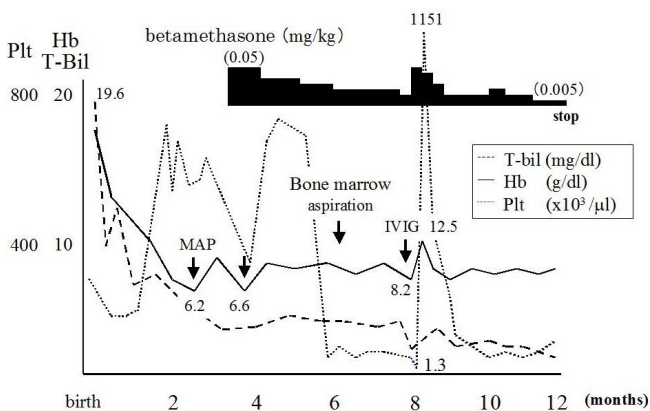 1151
betamethasone (mg/kg)
Plt
Hb
T-Bil
(0.05)
(0.005)
stop
800
20
19.6
T-bil (mg/dl)
Hb (g/dl)
Plt (x10³/μl)
Bone marrow
aspiration
400
10
MAP
IVIG
12.5
6.2
6.6
8.2
1.3
birth
2
4
6
8
10
12
(months)